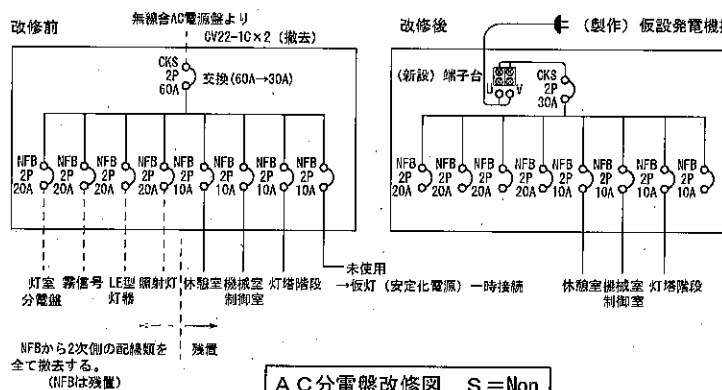 改修前
無線舎AC電源盤より
CV22-1C×2 (撤去)
CKS
2P
60A
交換(60A→30A)
NFB
2P
20A
NFB
2P
20A
NFB
2P
20A
NFB
2P
20A
NFB
2P
10A
NFB
2P
10A
NFB
2P
10A
NFB
2P
10A
灯室
分電盤
霧信号
LE型
灯器
照射灯
休憩室
機械室
制御室
灯塔階段
未使用
→仮灯 (安定化電源) 一時接続
残置
NFBから2次側の配線類を
全て撤去する。
(NFBは残置)
改修後
(製作) 仮設発電機接
(新設) 端子台
U
V
CKS
2P
30A
NFB
2P
20A
NFB
2P
20A
NFB
2P
20A
NFB
2P
20A
NFB
2P
10A
NFB
2P
10A
NFB
2P
10A
NFB
2P
10A
休憩室
機械室
制御室
灯塔階段
AC分電盤改修図 S=Non